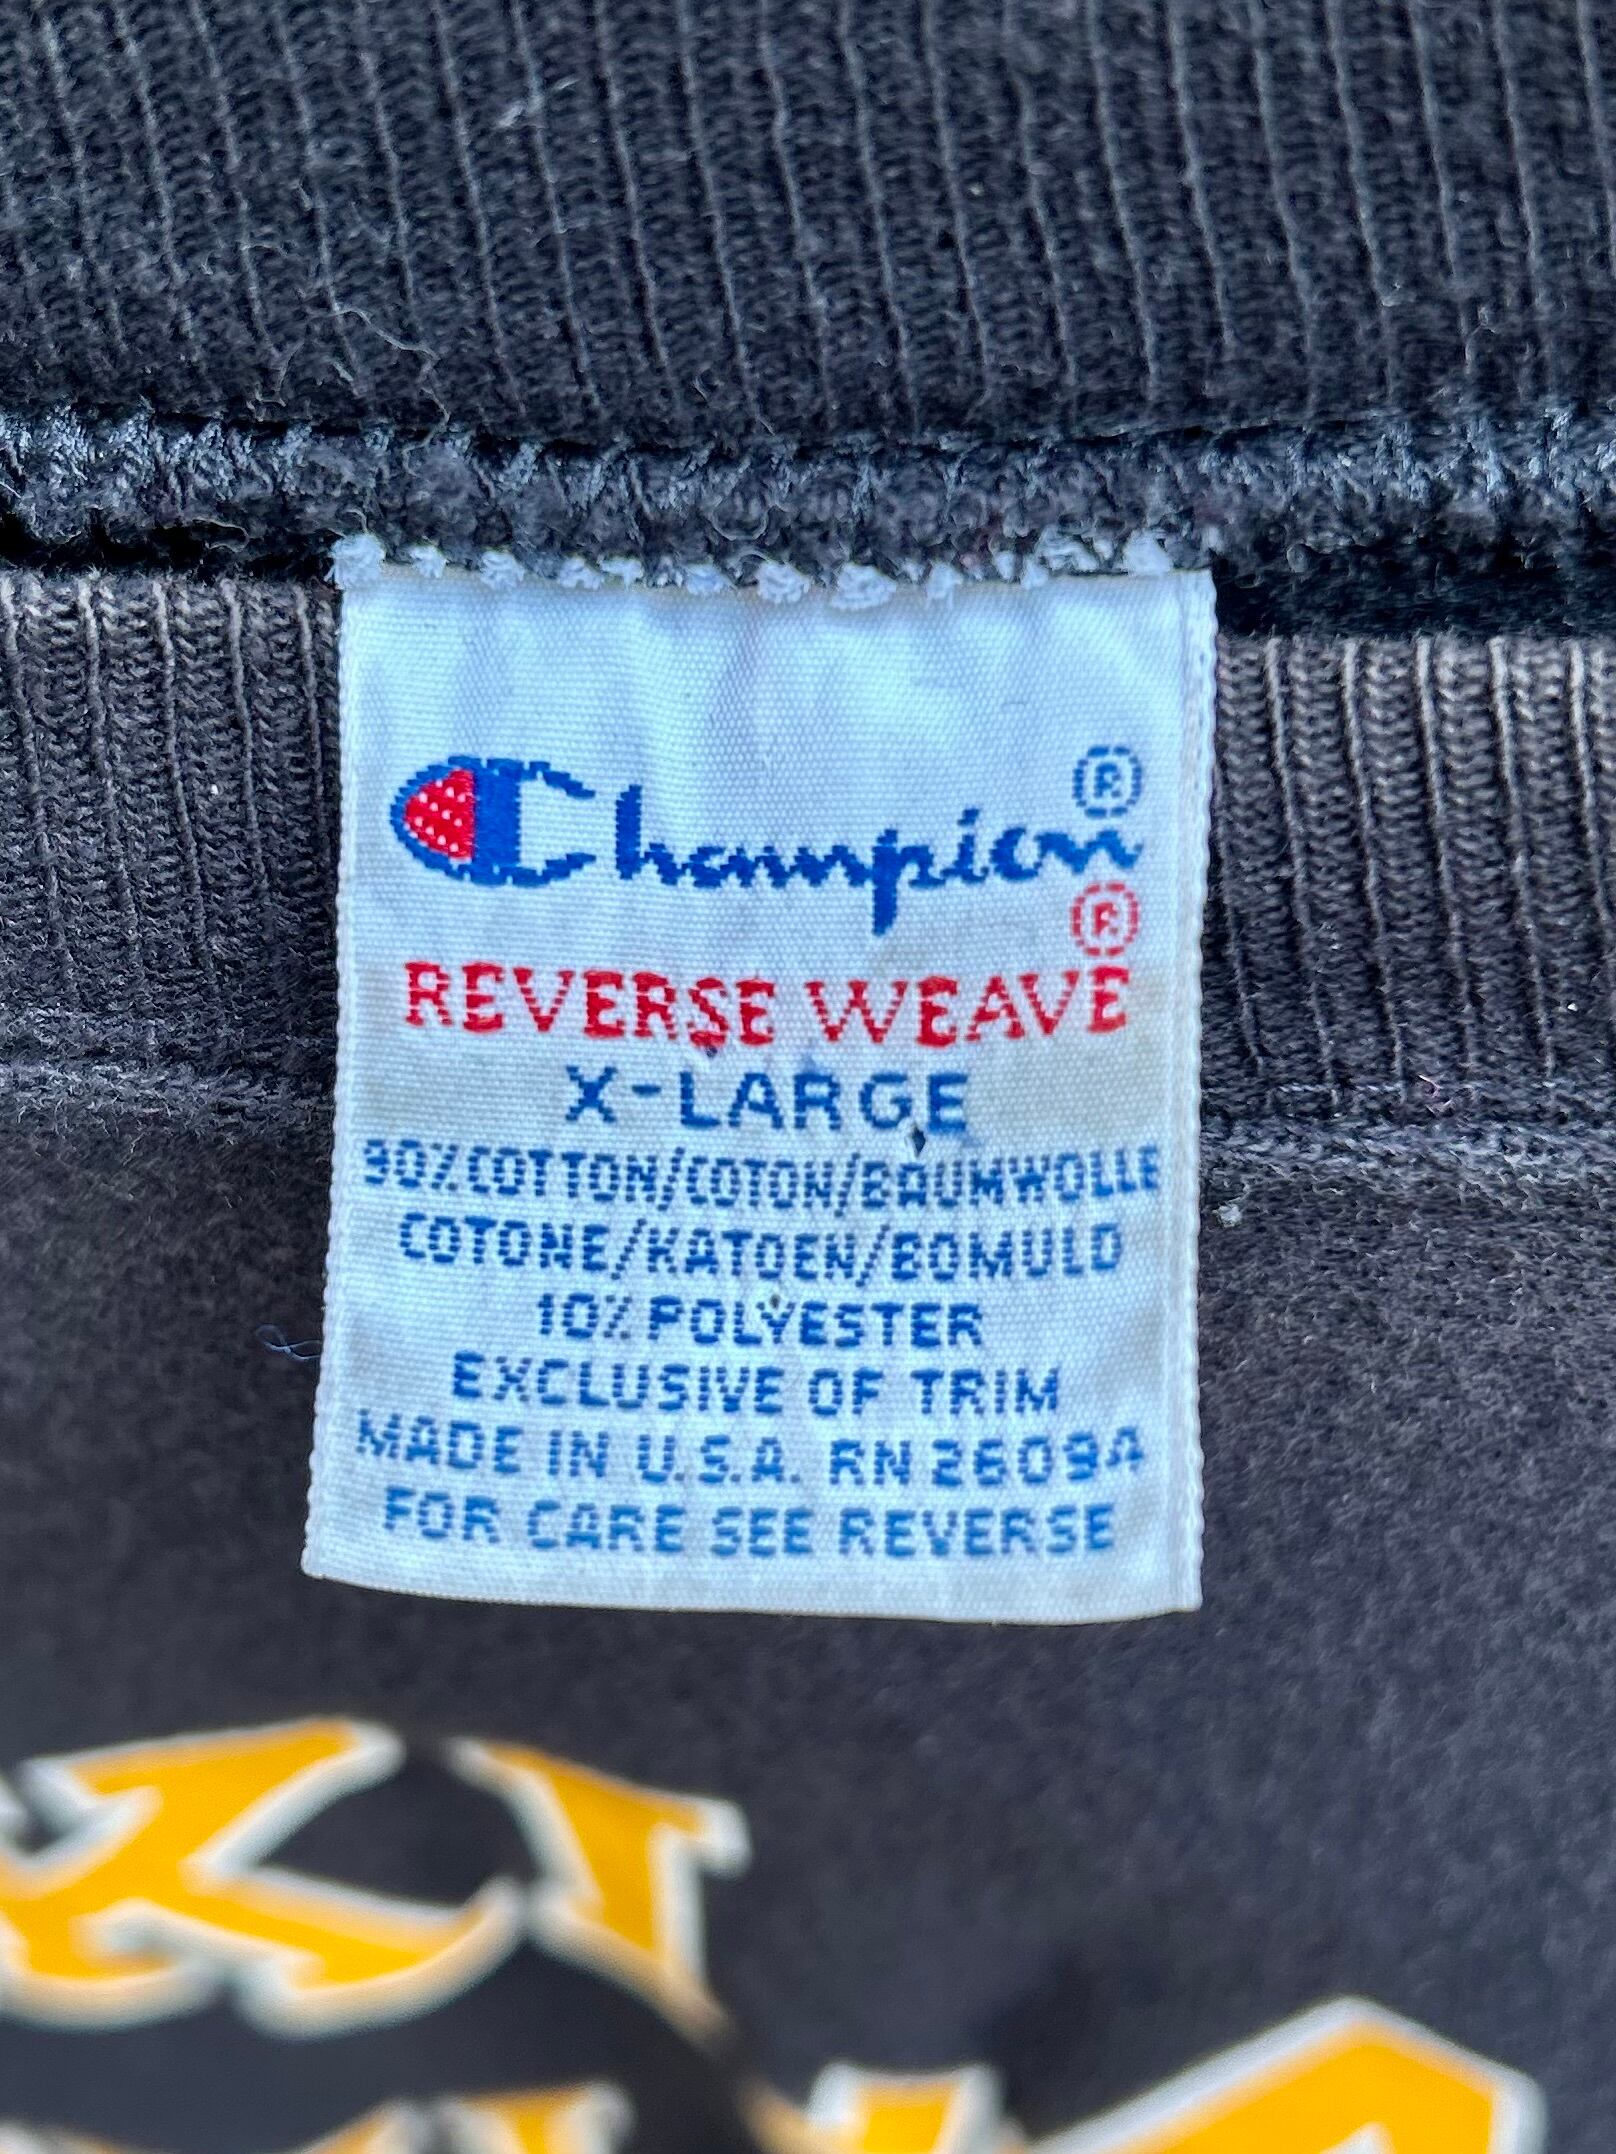 Champion®
REVERSE WEAVE®
X-LARGE
90% COTTON/COTON/BAUMWOLLE
COTONE/KATOEN/BOMULD
10% POLYESTER
EXCLUSIVE OF TRIM
MADE IN U.S.A. RN 26094
FOR CARE SEE REVERSE